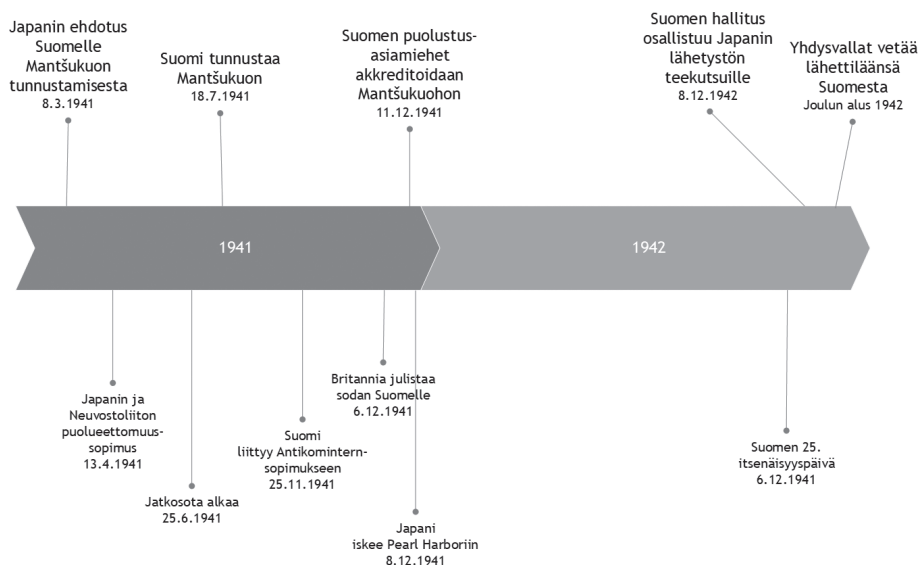 Japanin ehdotus
Suomelle
Mantšukuon
tunnustamisesta
8.3.1941
Suomi tunnustaa
Mantšukuon
18.7.1941
Suomen puolustus-
asiamiehet
akkreditoidaan
Mantšukuohon
11.12.1941
Suomen hallitus
osallistuu Japanin
lähetystön
teekutsuille
8.12.1942
Yhdysvallat vetää
lähettiläänsä
Suomesta
Joulun alus 1942
1941
1942
Japanin ja
Neuvostoliiton
puolueettomuus-
sopimus
13.4.1941
Jatkosota alkaa
25.6.1941
Suomi
liittyy Antikomintern-
sopimukseen
25.11.1941
Britannia julistaa
sodan Suomelle
6.12.1941
Japani
iskee Pearl Harboriin
8.12.1941
Suomen 25.
itsenäisyyspäivä
6.12.1941